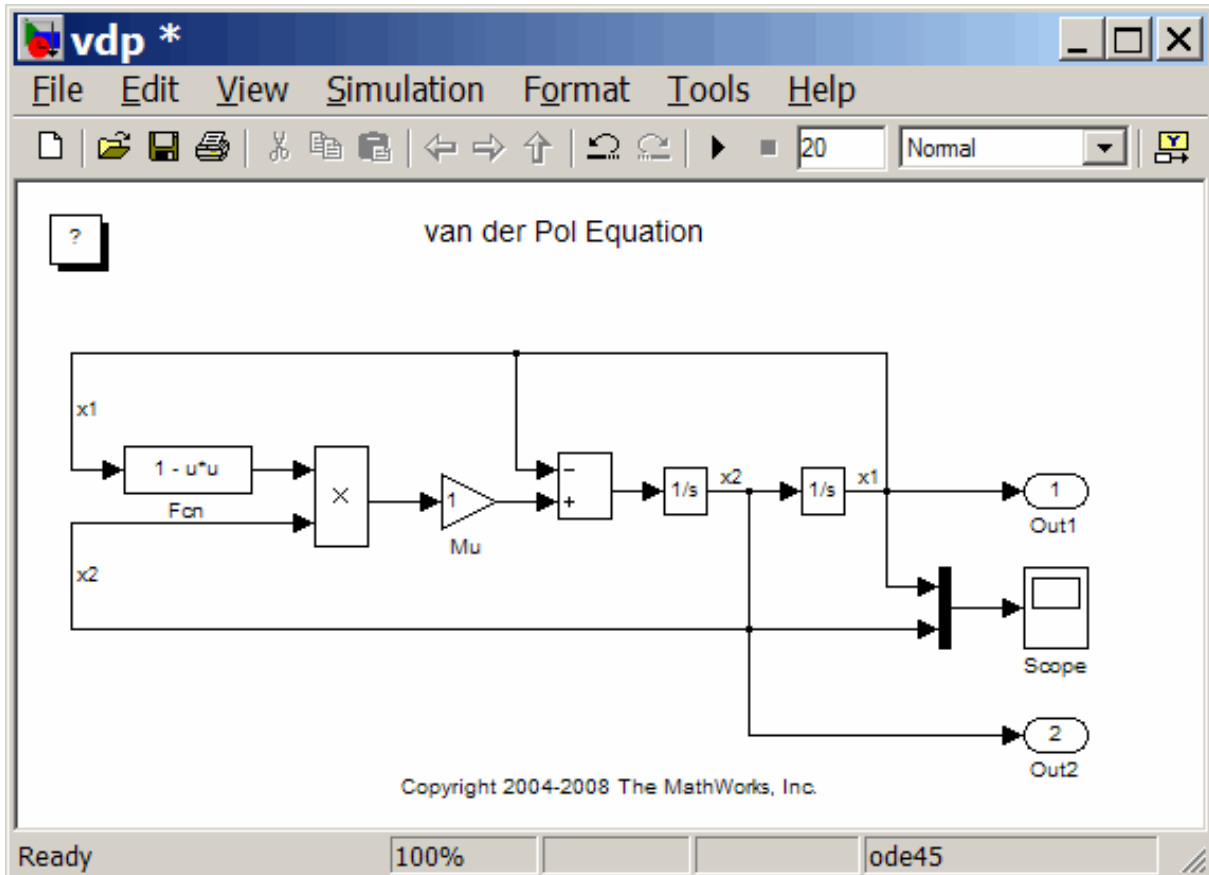 vdp *
File Edit View Simulation Format Tools Help
20 Normal
Y
?
van der Pol Equation
x1
1 - u*u
Fcn
×
1
Mu
−
+
1/s
x2
1/s
x1
1
Out1
x2
Scope
2
Out2
Copyright 2004-2008 The MathWorks, Inc.
Ready 100% ode45